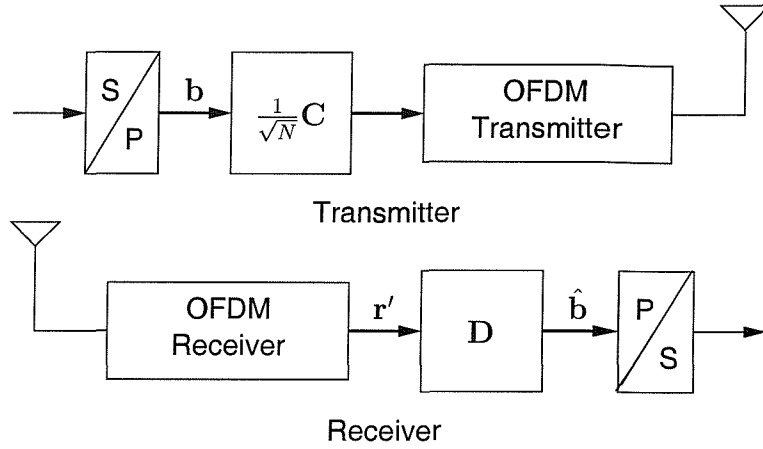 S
P
b
1/√N C
OFDM
Transmitter
Transmitter
OFDM
Receiver
r′
D
b̂
P
S
Receiver